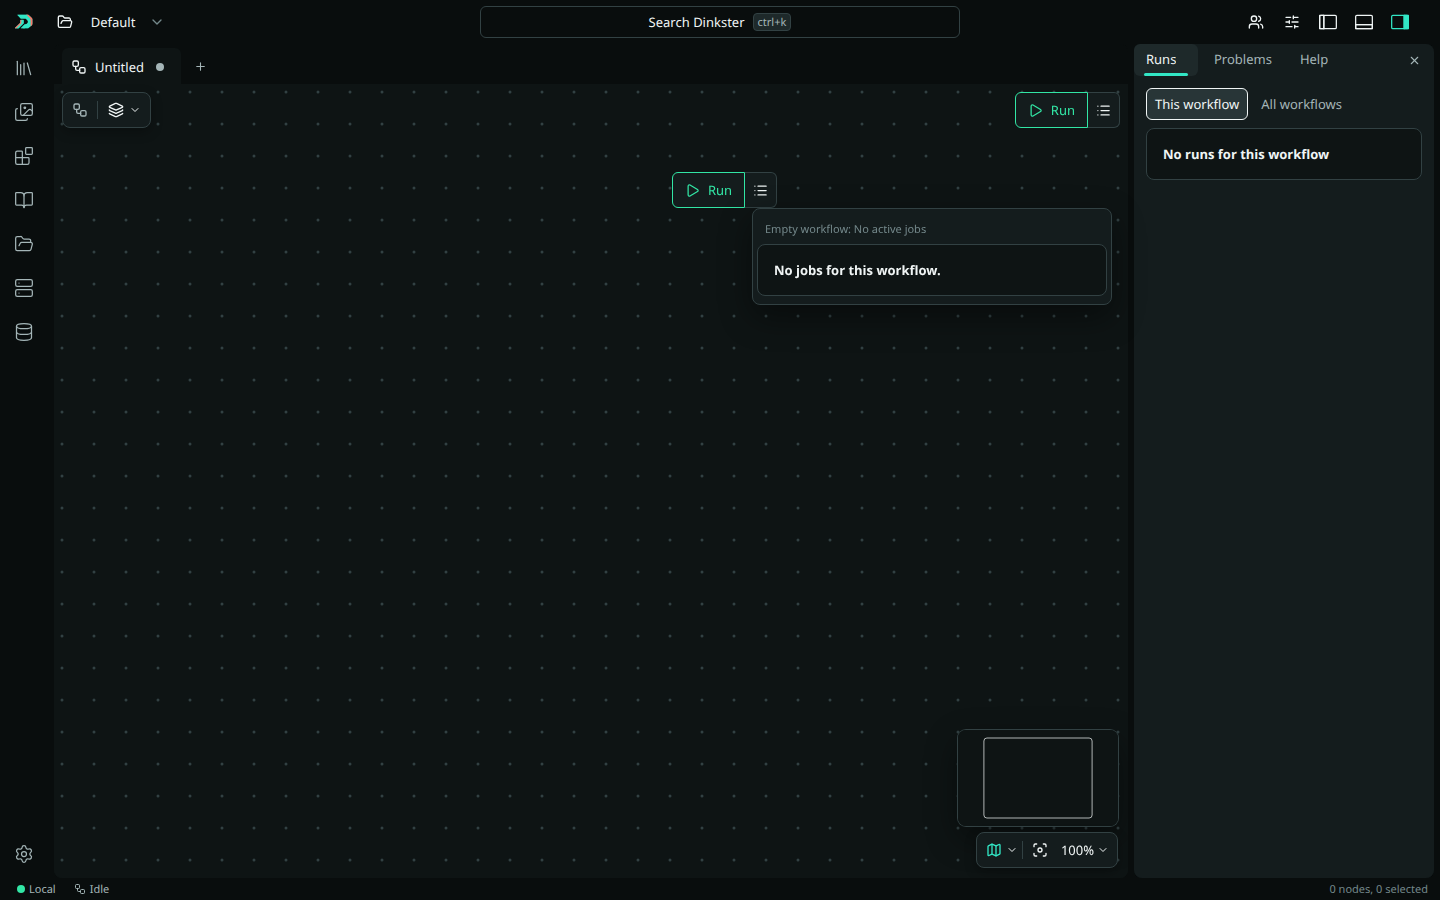 Default
Search Dinkster ctrl+k
Untitled
Runs Problems Help
This workflow All workflows
No runs for this workflow
Run
Run
Empty workflow: No active jobs
No jobs for this workflow.
100%
Local Idle
0 nodes, 0 selected